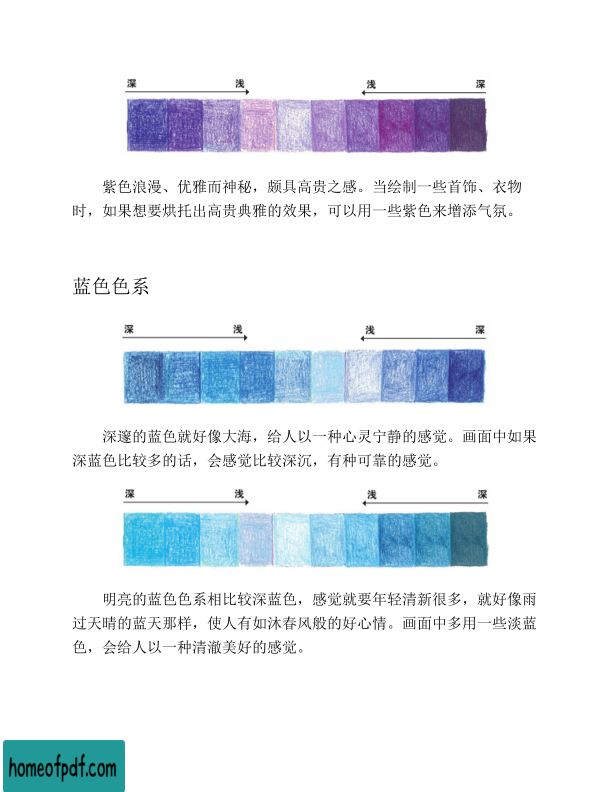 深 浅 浅 深
紫色浪漫、优雅而神秘，颇具高贵之感。当绘制一些首饰、衣物
时，如果想要烘托出高贵典雅的效果，可以用一些紫色来增添气氛。
蓝色色系
深 浅 浅 深
深邃的蓝色就好像大海，给人以一种心灵宁静的感觉。画面中如果
深蓝色比较多的话，会感觉比较深沉，有种可靠的感觉。
深 浅 浅 深
明亮的蓝色色系相比较深蓝色，感觉就要年轻清新很多，就好像雨
过天晴的蓝天那样，使人有如沐春风般的好心情。画面中多用一些淡蓝
色，会给人以一种清澈美好的感觉。
homeofpdf.com